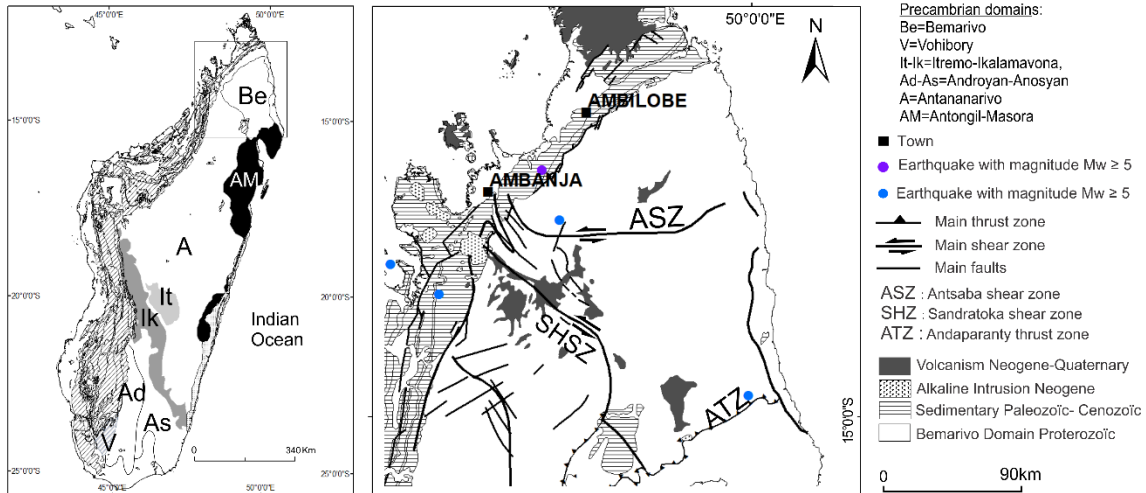 45°0'0"E
50°0'0"E
15°0'0"S
20°0'0"S
25°0'0"S
Be
AM
A
It
Ik
Ad
As
V
Indian
Ocean
0
340 Km
45°0'0"E
50°0'0"E
15°0'0"S
20°0'0"S
25°0'0"S
50°0'0"E
N
AMBILOBE
AMBANJA
ASZ
SHSZ
ATZ
15°0'0"S
Precambrian domains:
Be=Bemarivo
V=Vohibory
It-Ik=Itremo-Ikalamavona,
Ad-As=Androyan-Anosyan
A=Antananarivo
AM=Antongil-Masora
Town
Earthquake with magnitude Mw ≥ 5
Earthquake with magnitude Mw ≥ 5
Main thrust zone
Main shear zone
Main faults
ASZ : Antsaba shear zone
SHZ : Sandratoka shear zone
ATZ : Andaparanty thrust zone
Volcanism Neogene-Quaternary
Alkaline Intrusion Neogene
Sedimentary Paleozoïc- Cenozoïc
Bemarivo Domain Proterozoïc
0
90Km